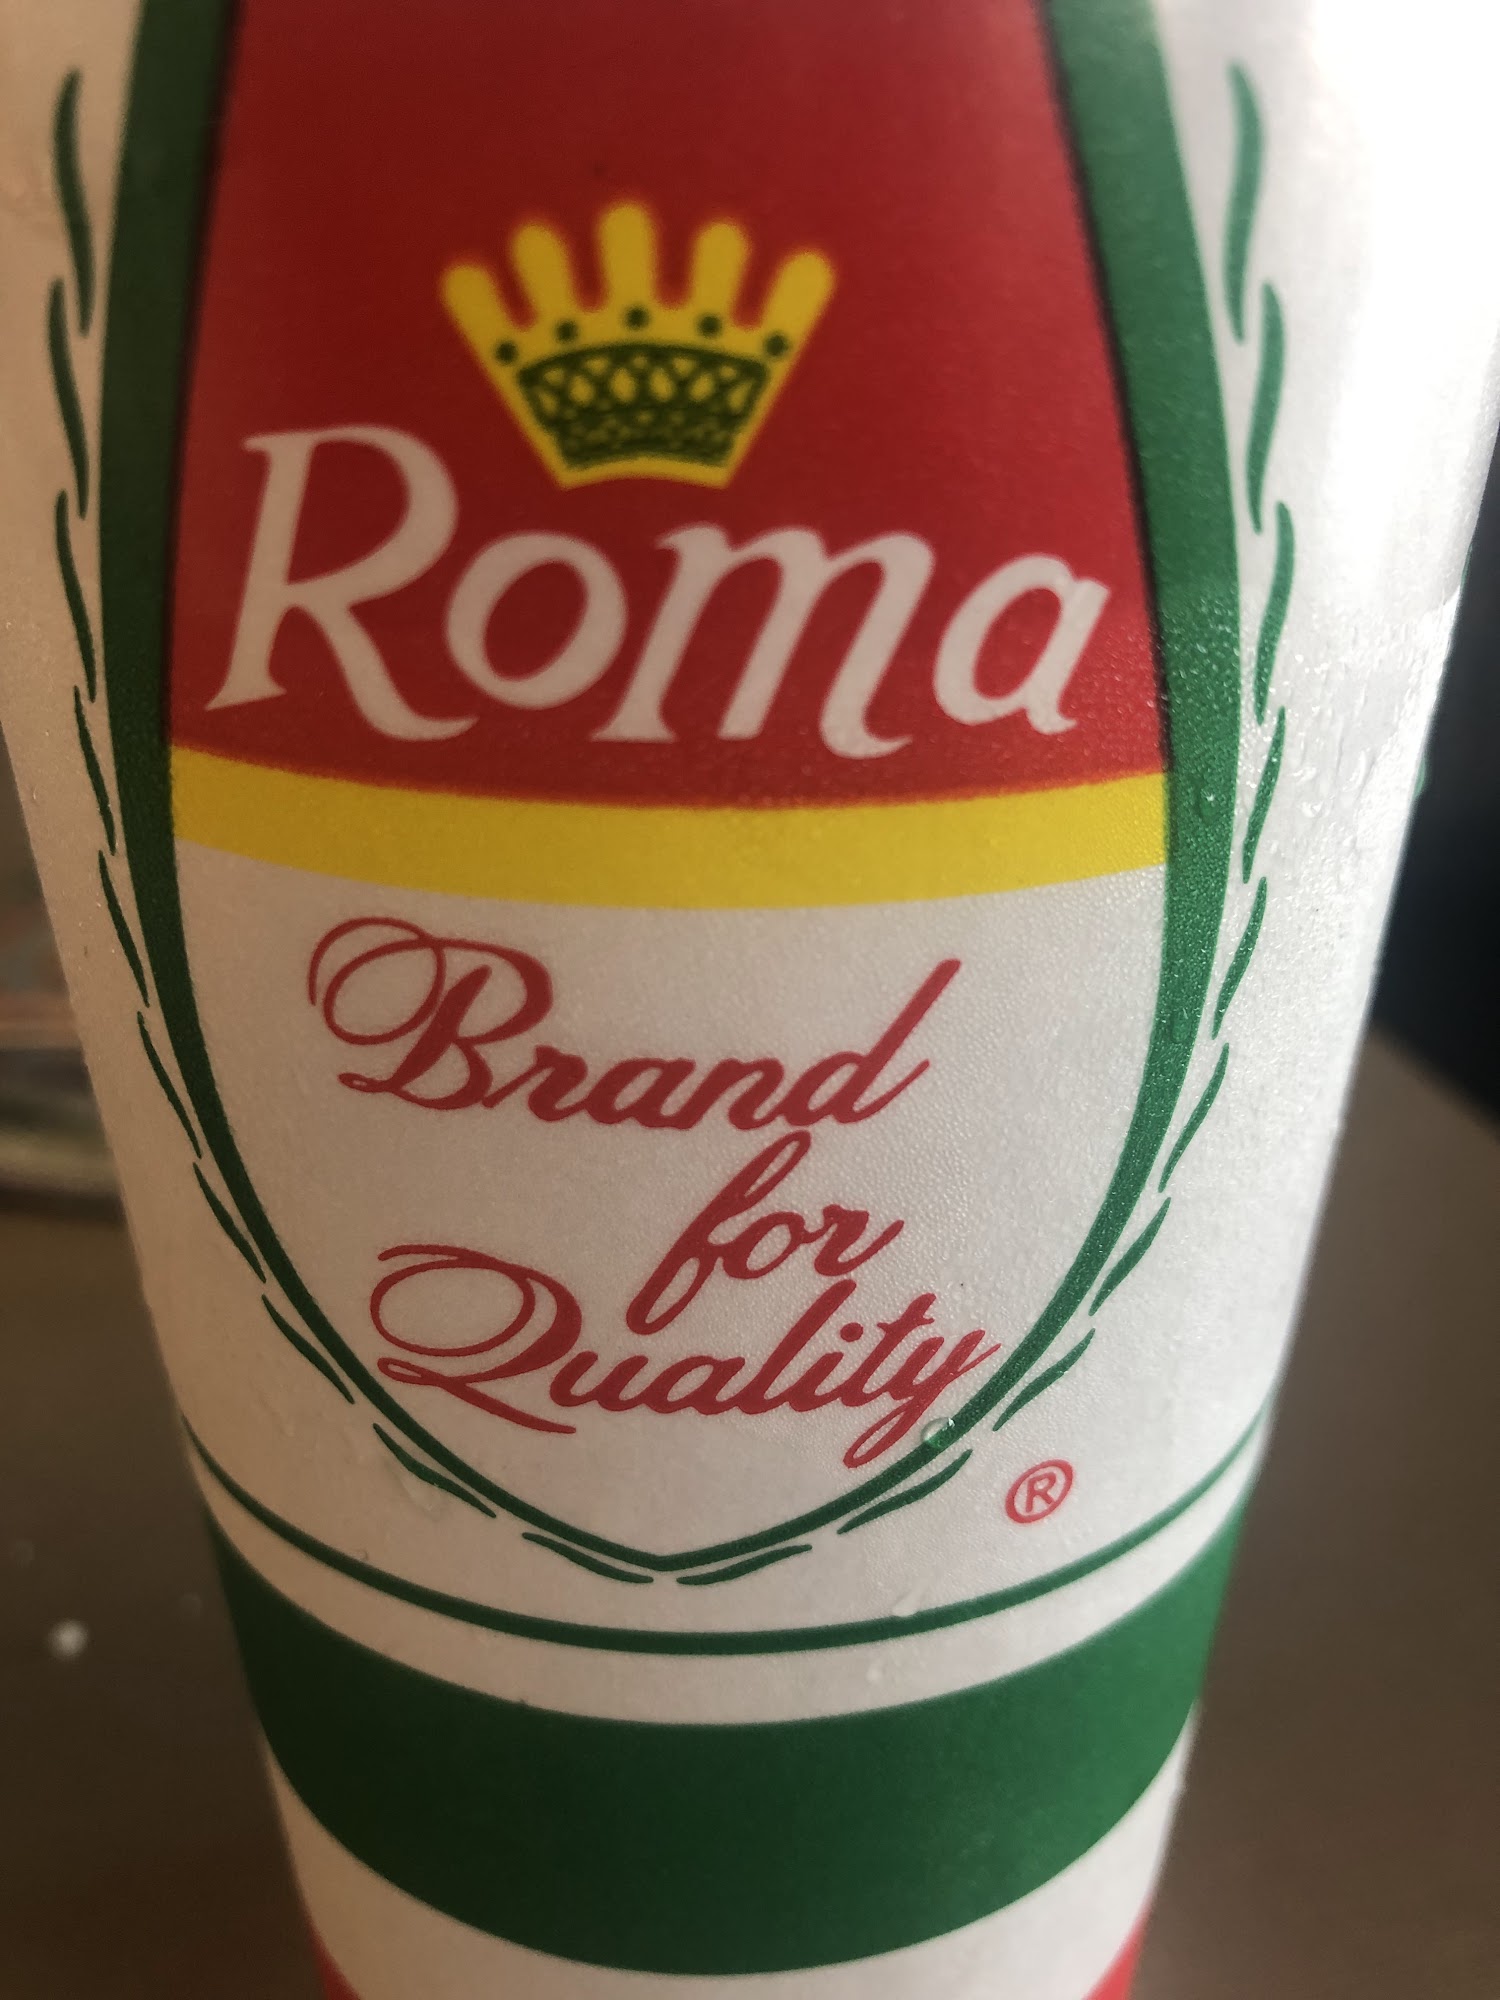 Roma
Brand
for
Quality
®